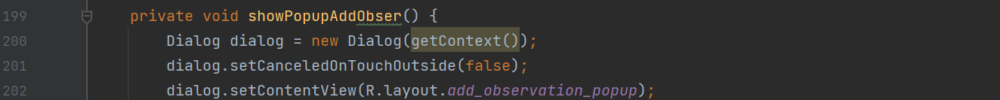 199 private void showPopupAddObser() {
200 Dialog dialog = new Dialog(getContext());
201 dialog.setCanceledOnTouchOutside(false);
202 dialog.setContentView(R.layout.add_observation_popup);